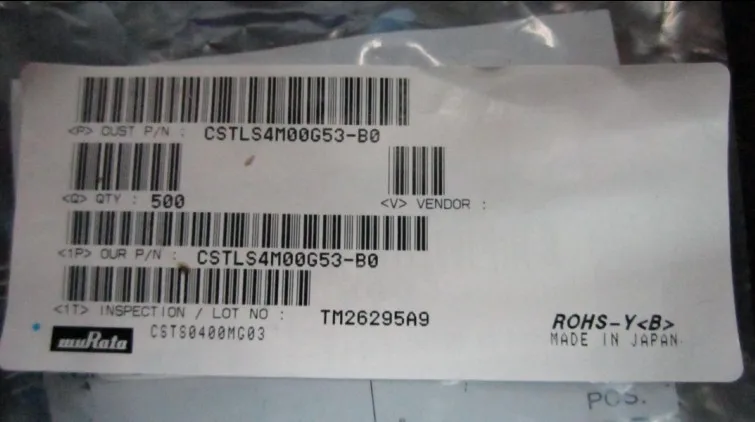 <P> CUST P/N : CSTLS4M00G53-B0
<Q> QTY : 500
<V> VENDOR :
<1P> OUR P/N : CSTLS4M00G53-B0
<1T> INSPECTION / LOT NO : TM26295A9
muRata
CSTS0400MG03
ROHS-Y<B>
MADE IN JAPAN
POS.